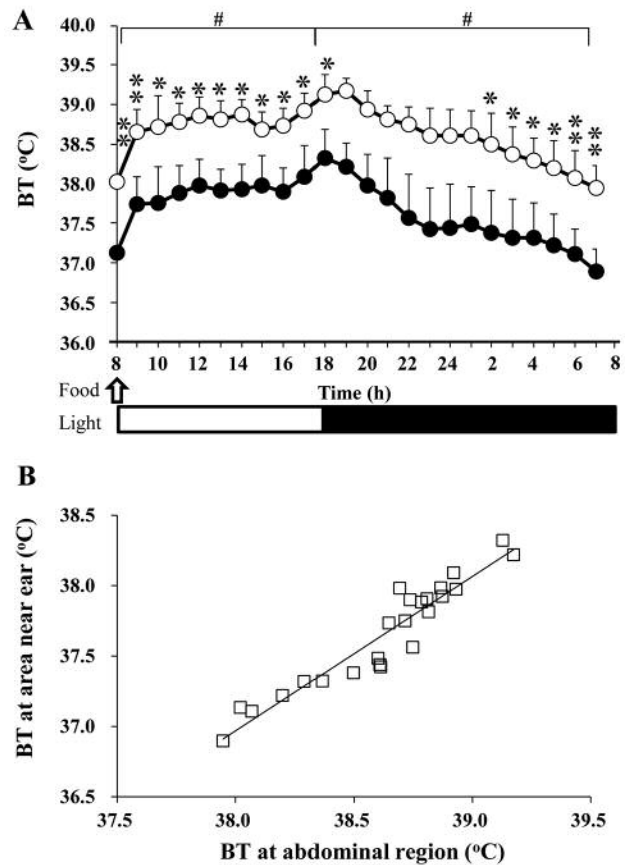 A
# #
40.0
39.5
39.0
38.5
38.0
37.5
37.0
36.5
36.0
BT (°C)
** ** * * * * * * * * * * * * * ** **
8 10 12 14 16 18 20 22 24 2 4 6 8
Food
Time (h)
Light
B
38.5
38.0
37.5
37.0
36.5
BT at area near ear (°C)
37.5 38.0 38.5 39.0 39.5
BT at abdominal region (°C)